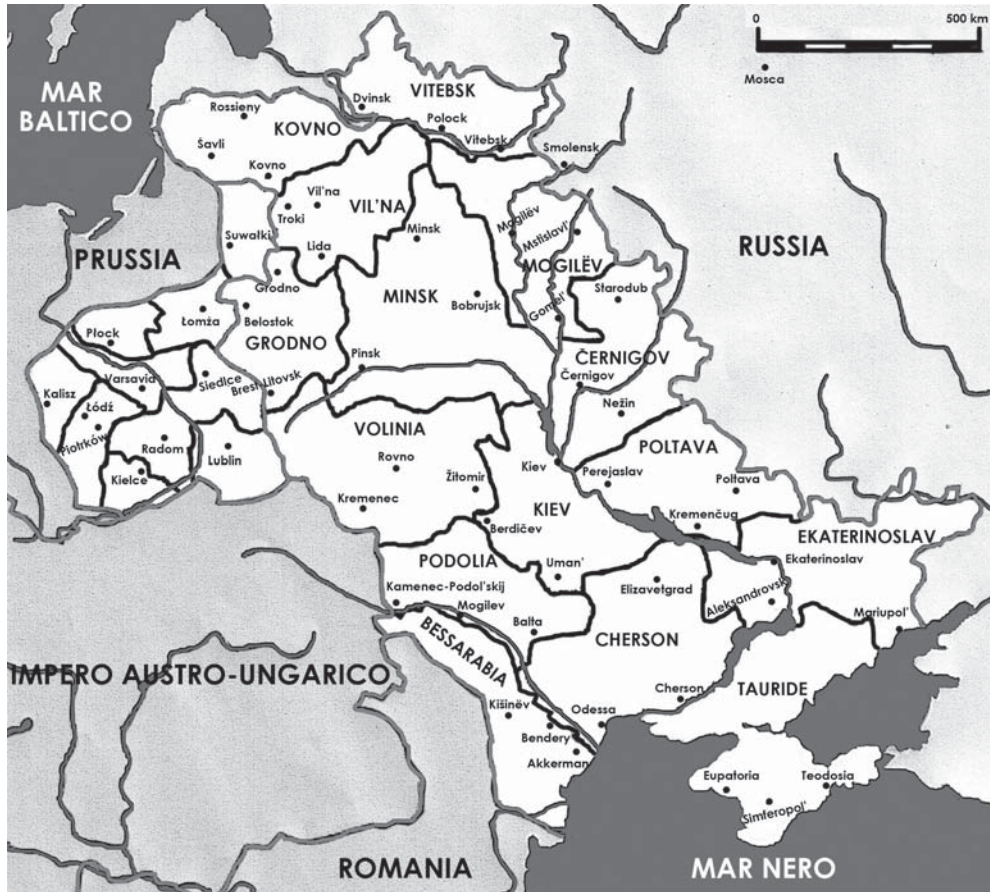 0 500 km
Mosca
MAR
BALTICO
VITEBSK
Dvinsk
Polock
Vitebsk
Rossieny
KOVNO
Šavli
Kovno
Smolensk
Vil'na
VIL'NA
Troki
Suwałki
Lida
Minsk
Mogilëv
Mstislavl'
MOGILËV
RUSSIA
PRUSSIA
Grodno
MINSK
Bobrujsk
Gomel'
Starodub
Łomża
Belostok
GRODNO
Płock
ČERNIGOV
Pinsk
Varsavia
Siedlce
Brest-Litovsk
Černigov
Kalisz
Łódź
Nežin
Piotrków
Radom
Lublin
VOLINIA
POLTAVA
Rovno
Kiev
Perejaslav
Kielce
Žitomir
Poltava
Kremenec
KIEV
Kremenčug
Berdičev
EKATERINOSLAV
PODOLIA
Uman'
Ekaterinoslav
Elizavetgrad
Kamenec-Podol'skij
Aleksandrovsk
Mogilev
Mariupol'
Balta
BESSARABIA
CHERSON
IMPERO AUSTRO-UNGARICO
Cherson
TAURIDE
Kišinëv
Odessa
Bendery
Akkerman
Eupatoria
Teodosia
Simferopol'
ROMANIA
MAR NERO